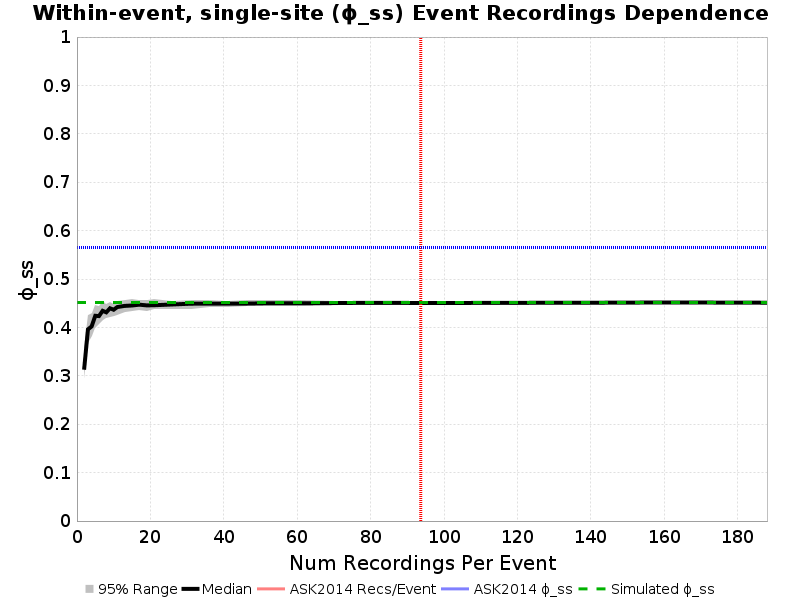 Within-event, single-site (ϕ_ss) Event Recordings Dependence
1
0.9
0.8
0.7
0.6
0.5
0.4
0.3
0.2
0.1
0
ϕ_ss
0 20 40 60 80 100 120 140 160 180
Num Recordings Per Event
95% Range Median ASK2014 Recs/Event ASK2014 ϕ_ss Simulated ϕ_ss